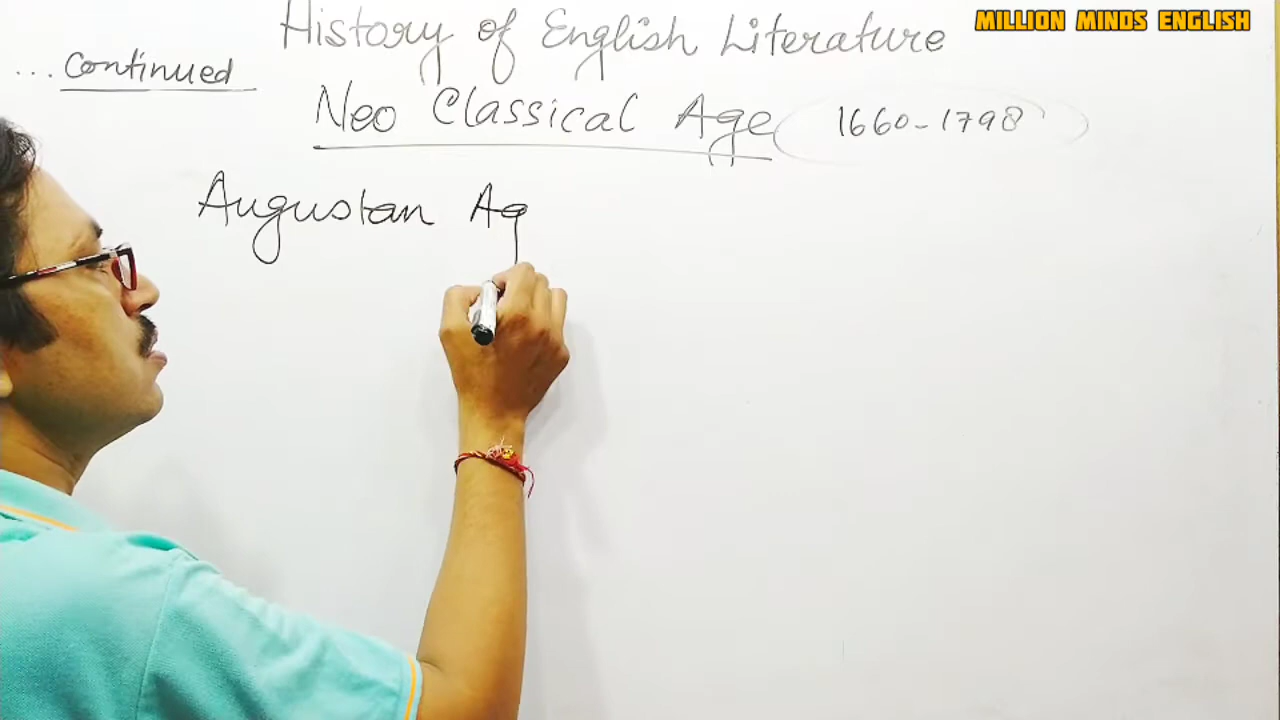 MILLION MINDS ENGLISH
History of English Literature
... Continued
Neo Classical Age 1660-1798
Augustan Ag